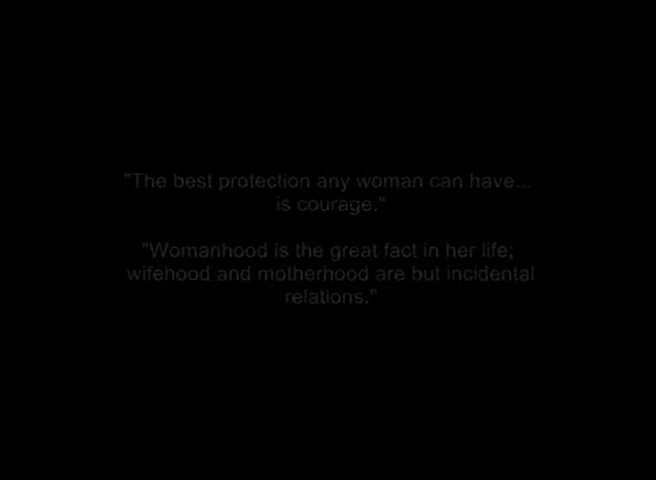 "The best protection any woman can have...
is courage."
"Womanhood is the great fact in her life;
wifehood and motherhood are but incidental
relations."